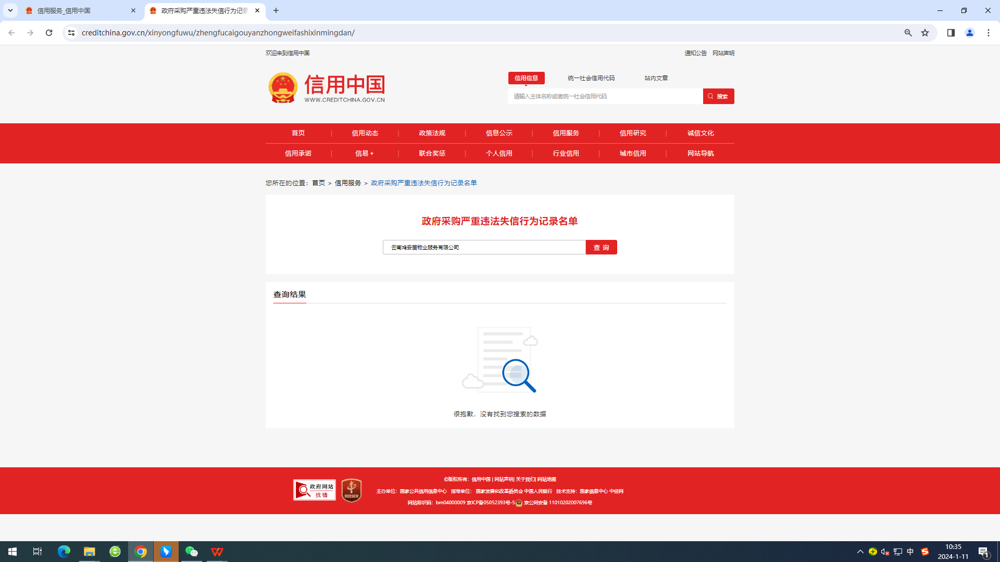 信用服务_信用中国
政府采购严重违法失信行为记录
creditchina.gov.cn/xinyongfuwu/zhengfucaigouyanzhongweifashixinmingdan/
欢迎来到信用中国
通知公告 网站声明
信用中国
WWW.CREDITCHINA.GOV.CN
信用信息 统一社会信用代码 站内文章
请输入主体名称或者统一社会信用代码
搜索
首页 | 信用动态 | 政策法规 | 信息公示 | 信用服务 | 信用研究 | 诚信文化
信用承诺 | 信易+ | 联合奖惩 | 个人信用 | 行业信用 | 城市信用 | 网站导航
您所在的位置：首页 > 信用服务 > 政府采购严重违法失信行为记录名单
政府采购严重违法失信行为记录名单
云南鸿安居物业服务有限公司
查 询
查询结果
很抱歉，没有找到您搜索的数据
政府网站
找错
党政机关
©版权所有：信用中国 | 网站声明| 关于我们| 网站地图
主办单位：国家公共信用信息中心 指导单位： 国家发展和改革委员会 中国人民银行 技术支持：国家信息中心 中经网
网站标识码：bm04000009 京ICP备05052393号-5 京公网安备 11010202007696号
中
10:35
2024-1-11
1